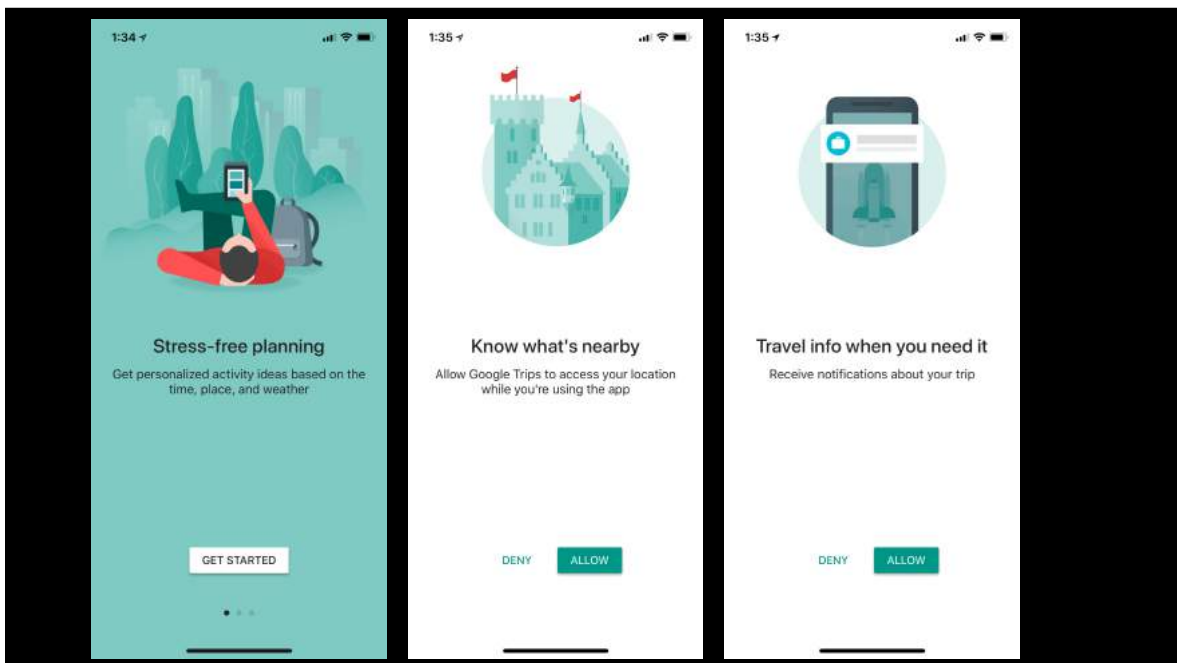 1:34
Stress-free planning
Get personalized activity ideas based on the
time, place, and weather
GET STARTED
1:35
Know what's nearby
Allow Google Trips to access your location
while you're using the app
DENY
ALLOW
1:35
Travel info when you need it
Receive notifications about your trip
DENY
ALLOW